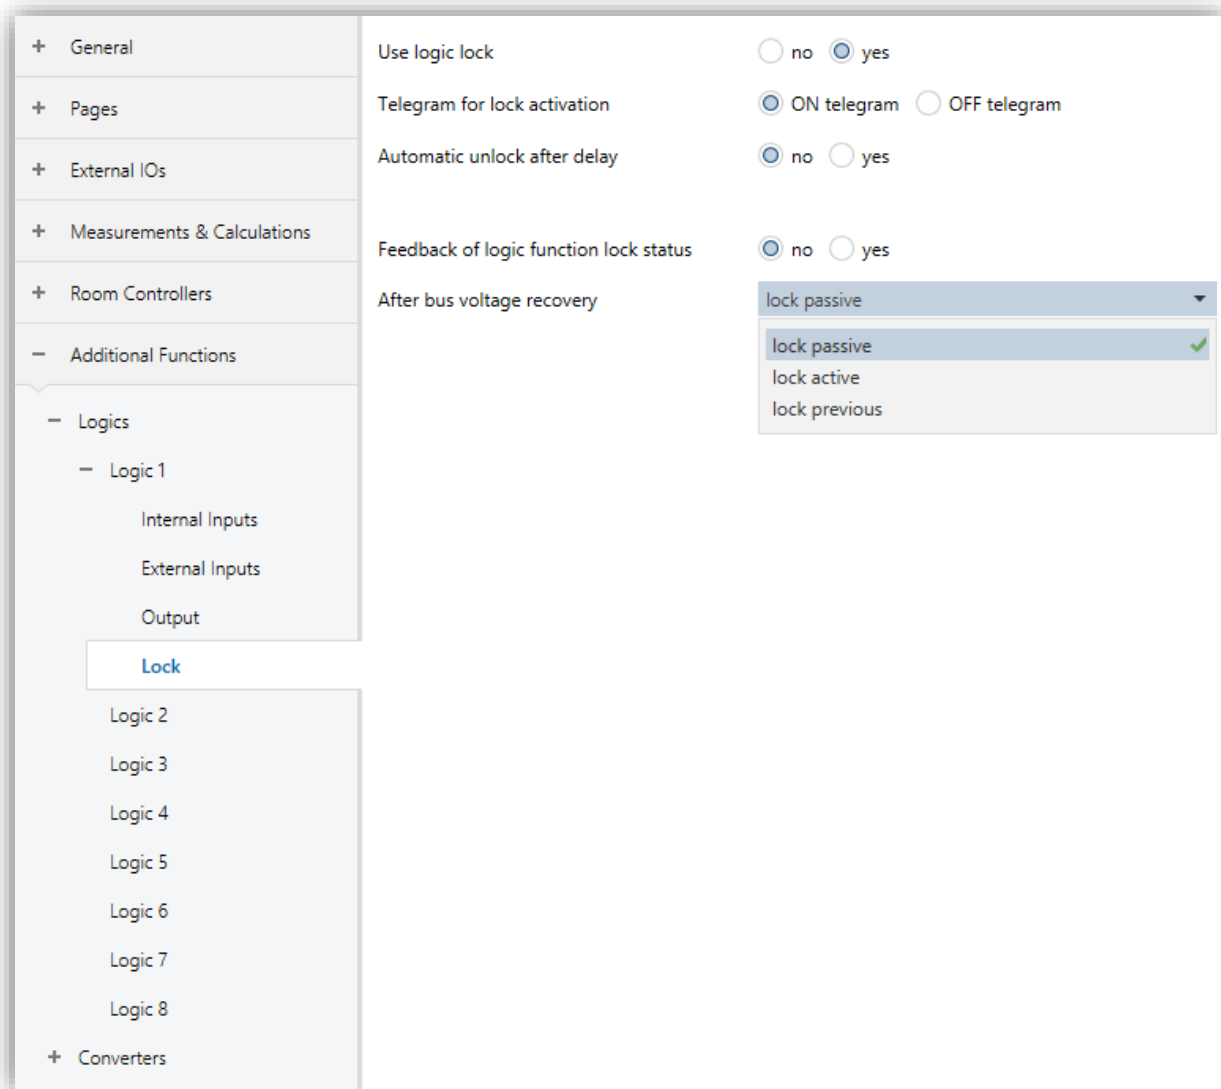 General
Pages
External IOs
Measurements & Calculations
Room Controllers
Additional Functions
Logics
Logic 1
Internal Inputs
External Inputs
Output
Lock
Logic 2
Logic 3
Logic 4
Logic 5
Logic 6
Logic 7
Logic 8
Converters
Use logic lock no yes
Telegram for lock activation ON telegram OFF telegram
Automatic unlock after delay no yes
Feedback of logic function lock status no yes
After bus voltage recovery lock passive
lock passive
lock active
lock previous